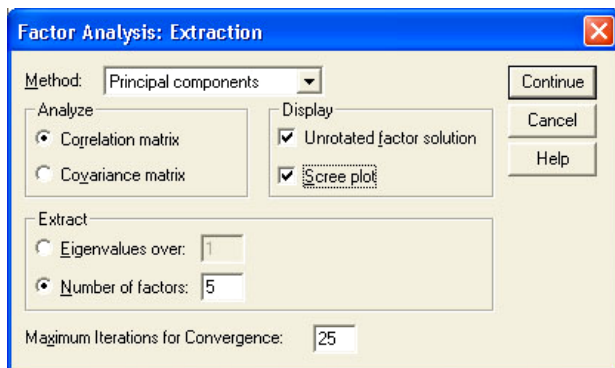 Factor Analysis: Extraction
Method: Principal components
Continue
Cancel
Help
Analyze
Correlation matrix
Covariance matrix
Display
Unrotated factor solution
Scree plot
Extract
Eigenvalues over: 1
Number of factors: 5
Maximum Iterations for Convergence: 25